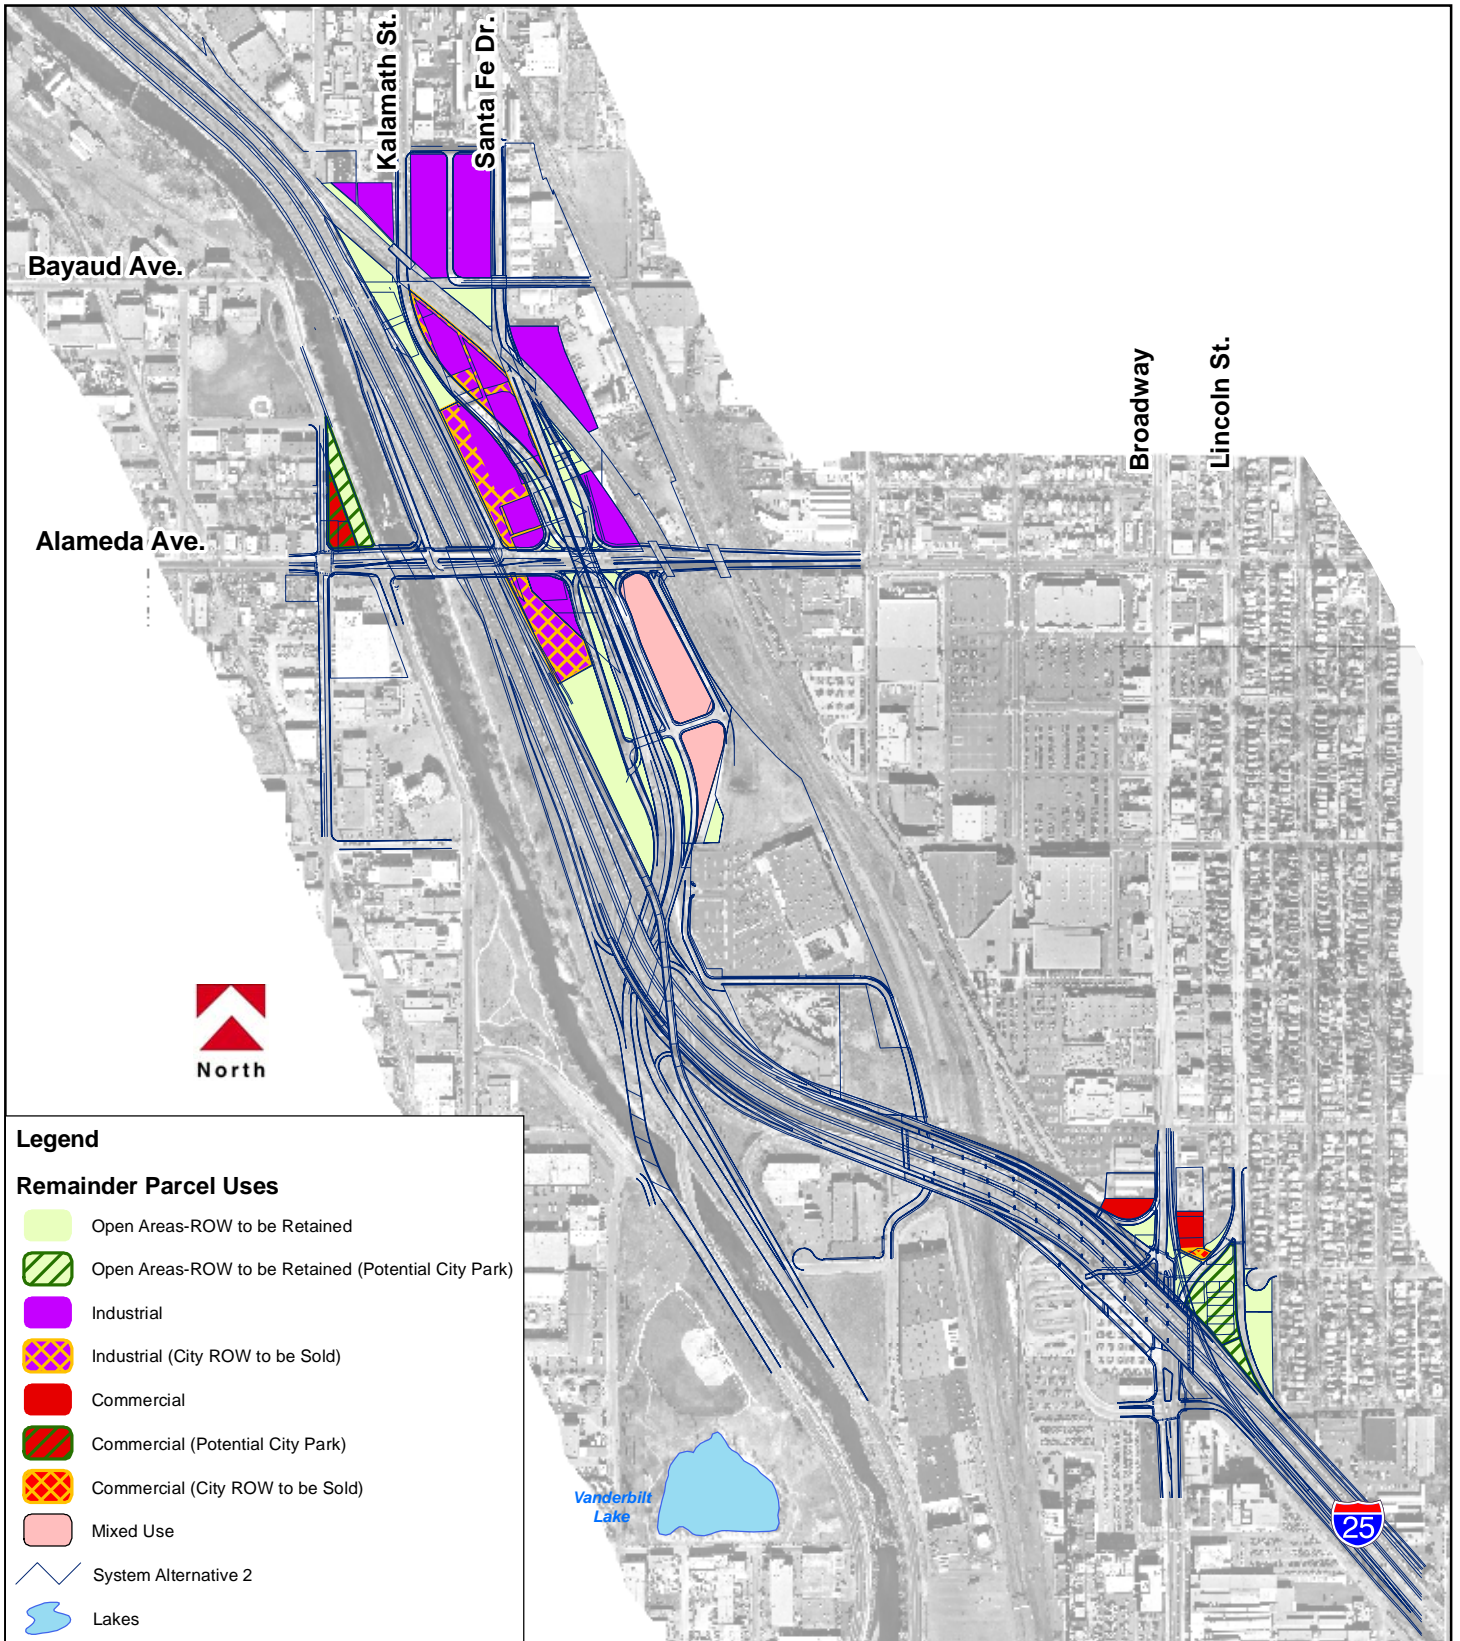 Kalamath St.
Santa Fe Dr.
Bayaud Ave.
Broadway
Lincoln St.
Alameda Ave.
North
Legend
Remainder Parcel Uses
Open Areas-ROW to be Retained
Open Areas-ROW to be Retained (Potential City Park)
Industrial
Industrial (City ROW to be Sold)
Commercial
Commercial (Potential City Park)
Commercial (City ROW to be Sold)
Mixed Use
System Alternative 2
Lakes
Vanderbilt
Lake
25